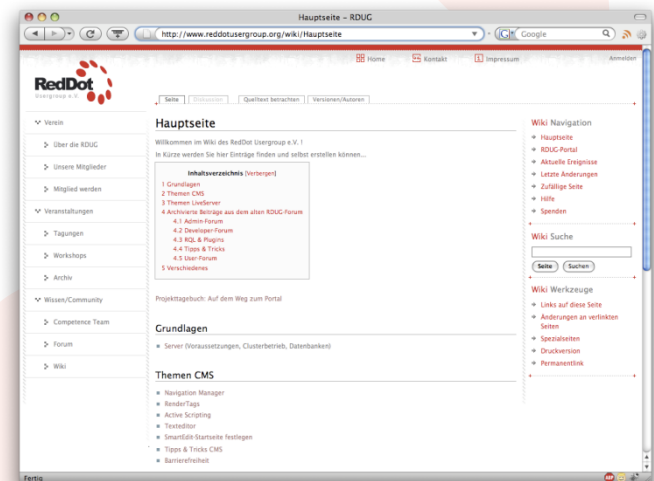 Hauptseite – RDUG
http://www.reddotusergroup.org/wiki/Hauptseite
Google
Home
Kontakt
Impressum
Anmelden
RedDot
Usergroup e.V.
Seite
Diskussion
Quelltext betrachten
Versionen/Autoren
Verein
Über die RDUG
Unsere Mitglieder
Mitglied werden
Veranstaltungen
Tagungen
Workshops
Archiv
Wissen/Community
Competence Team
Forum
Wiki
Hauptseite
Willkommen im Wiki des RedDot Usergroup e.V. !
In Kürze werden Sie hier Einträge finden und selbst erstellen können...
Inhaltsverzeichnis [Verbergen]
1 Grundlagen
2 Themen CMS
3 Themen LiveServer
4 Archivierte Beiträge aus dem alten RDUG-Forum
4.1 Admin-Forum
4.2 Developer-Forum
4.3 RQL & Plugins
4.4 Tipps & Tricks
4.5 User-Forum
5 Verschiedenes
Projekttagebuch: Auf dem Weg zum Portal
Grundlagen
Server (Voraussetzungen, Clusterbetrieb, Datenbanken)
Themen CMS
Navigation Manager
RenderTags
Active Scripting
Texteditor
SmartEdit-Startseite festlegen
Tipps & Tricks CMS
Barrierefreiheit
Wiki Navigation
Hauptseite
RDUG-Portal
Aktuelle Ereignisse
Letzte Änderungen
Zufällige Seite
Hilfe
Spenden
Wiki Suche
Seite
Suchen
Wiki Werkzeuge
Links auf diese Seite
Änderungen an verlinkten
Seiten
Spezialseiten
Druckversion
Permanentlink
Fertig
ABP